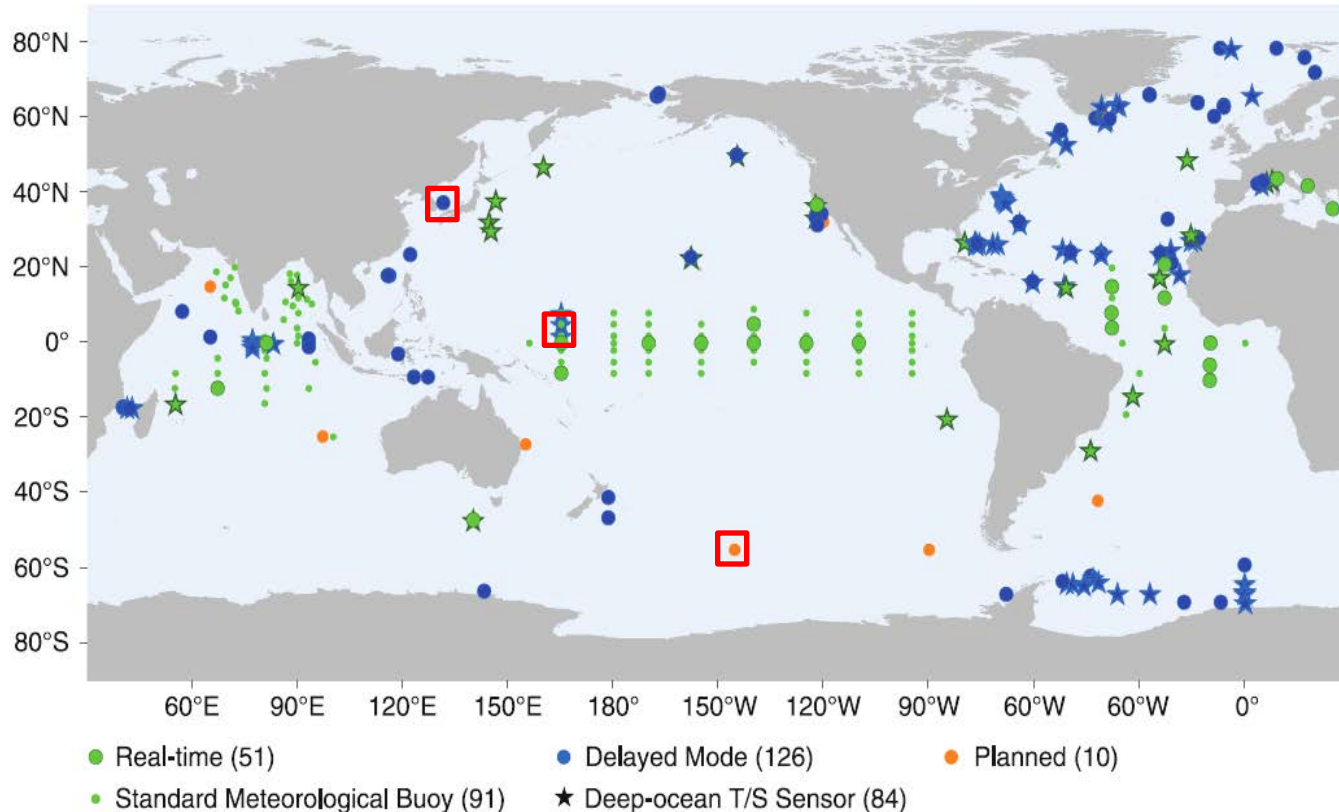 80°N
60°N
40°N
20°N
0°
20°S
40°S
60°S
80°S
60°E 90°E 120°E 150°E 180° 150°W 120°W 90°W 60°W 60°W 0°
Real-time (51) Delayed Mode (126) Planned (10)
Standard Meteorological Buoy (91) Deep-ocean T/S Sensor (84)